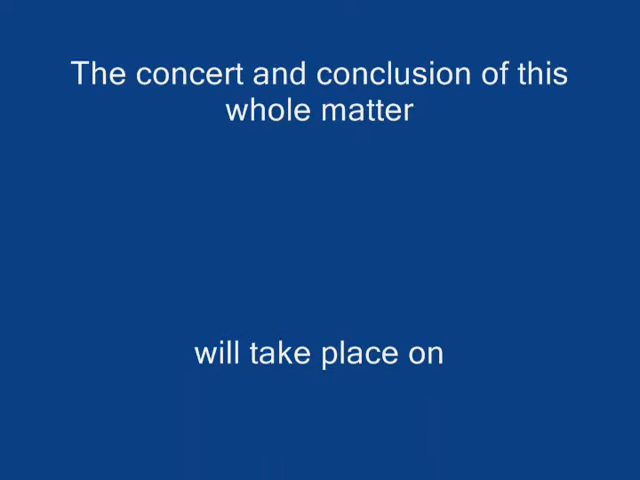 The concert and conclusion of this
whole matter
will take place on